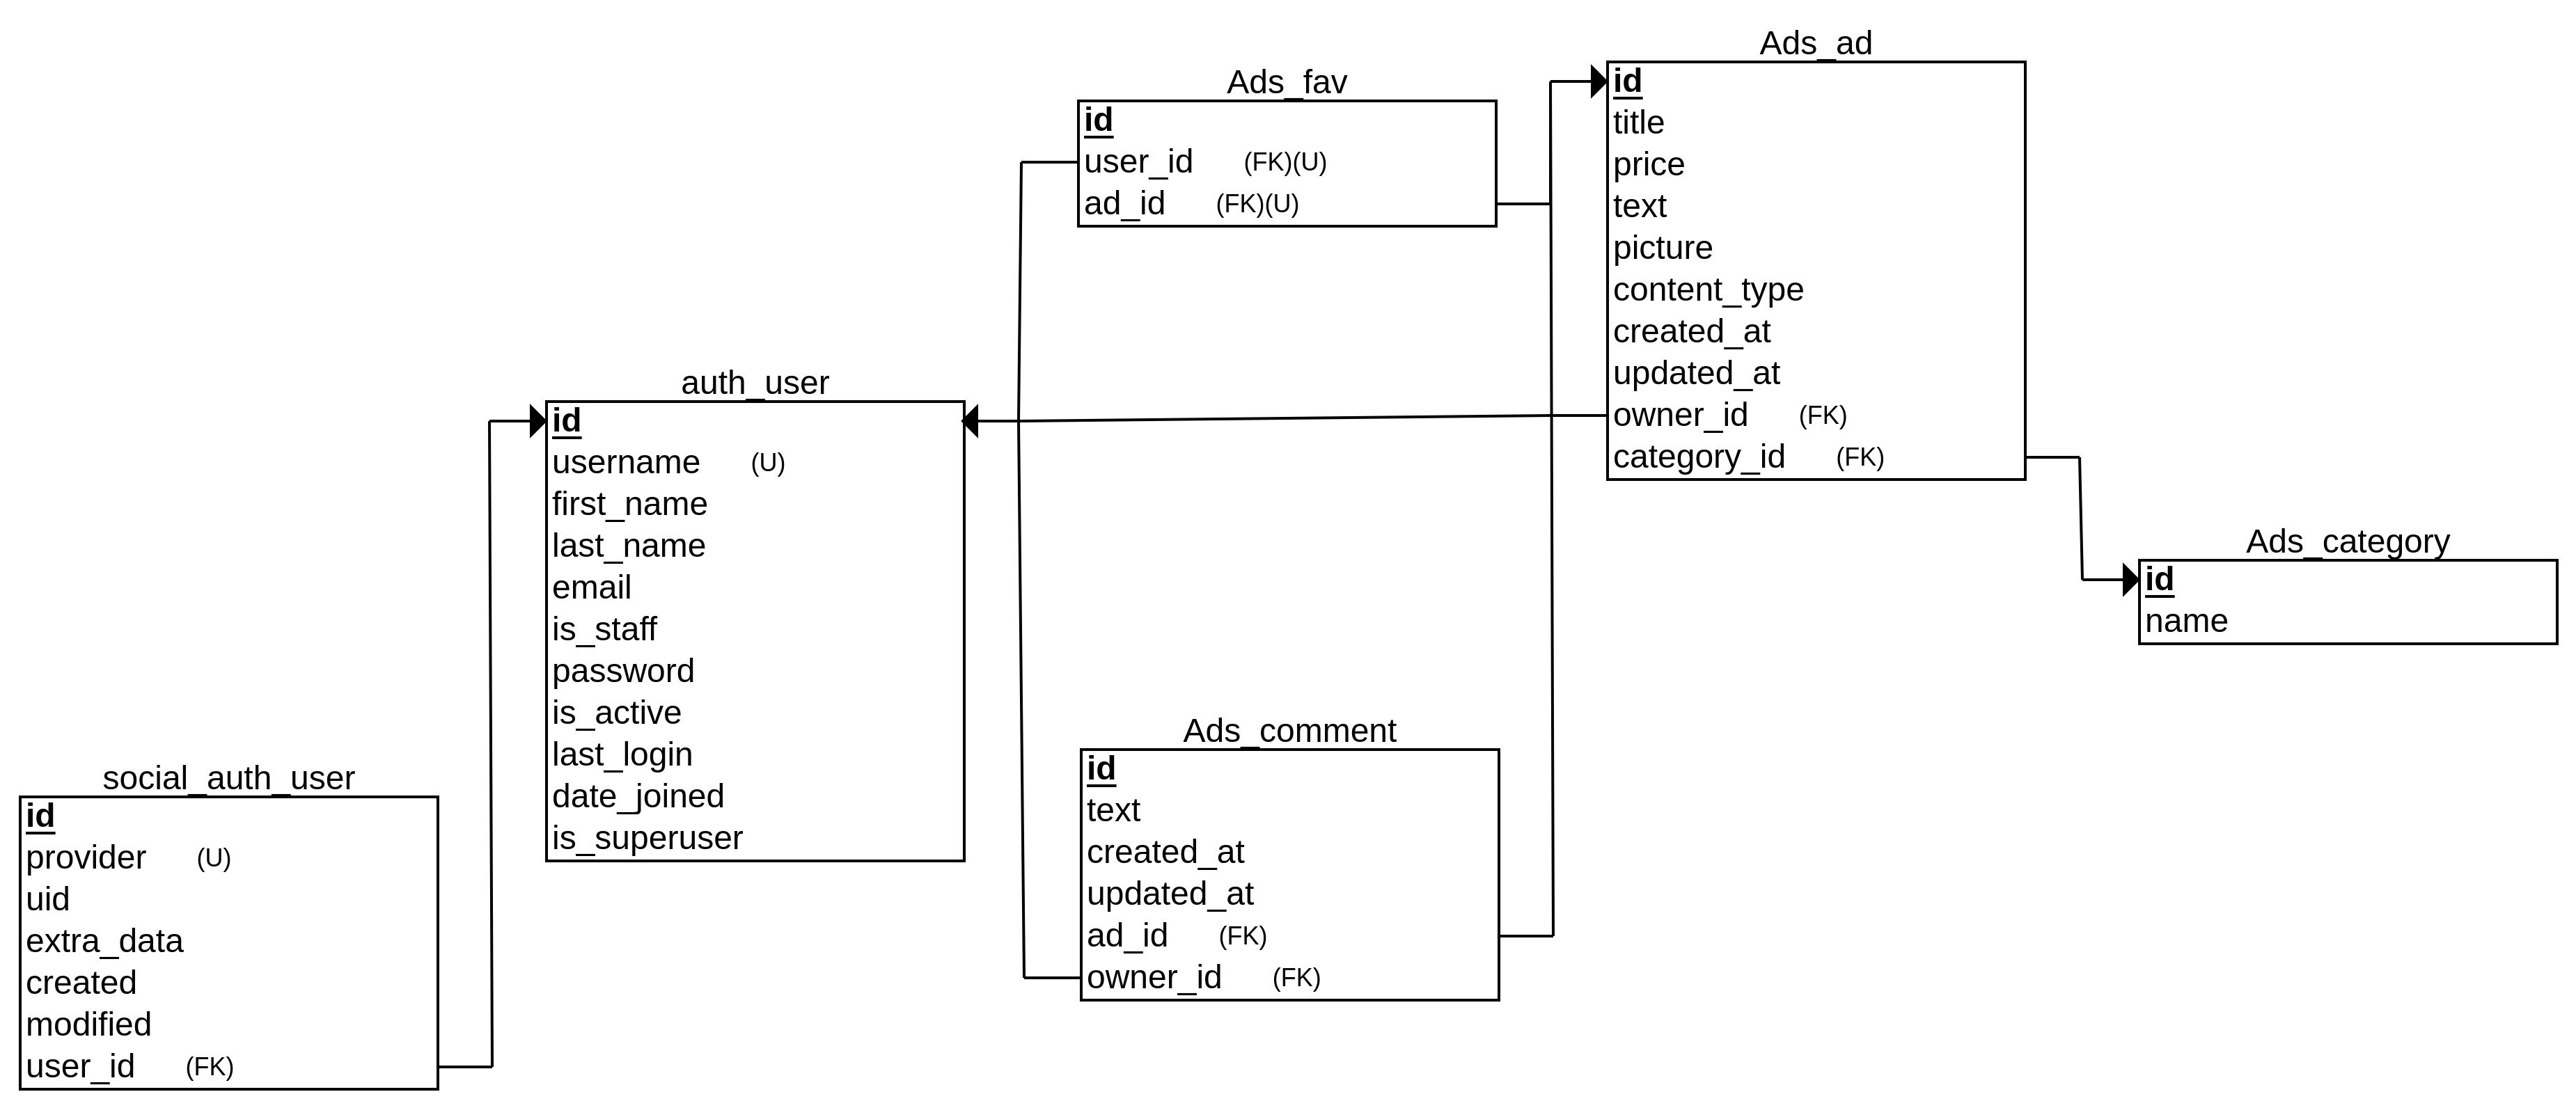 Ads_ad
id
title
price
text
picture
content_type
created_at
updated_at
owner_id (FK)
category_id (FK)
Ads_fav
id
user_id (FK)(U)
ad_id (FK)(U)
auth_user
id
username (U)
first_name
last_name
email
is_staff
password
is_active
last_login
date_joined
is_superuser
Ads_category
id
name
Ads_comment
id
text
created_at
updated_at
ad_id (FK)
owner_id (FK)
social_auth_user
id
provider (U)
uid
extra_data
created
modified
user_id (FK)